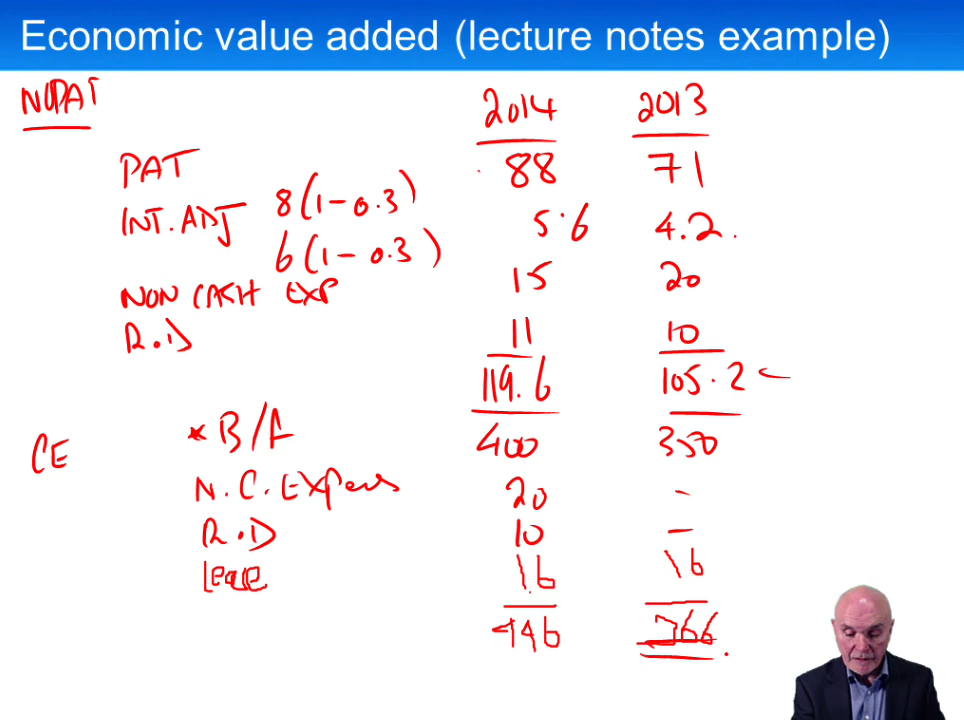 Economic value added (lecture notes example)
NOPAT
2014 2013
PAT 88 71
INT. ADJ 8(1-0.3) 5.6 4.2.
6(1-0.3)
NON CASH EXP 15 20
R.D 11 10
119.6 105.2
CE * B/F 400 350
N.C. Expens 20 -
R.D 10 -
lease 16 16
446 366